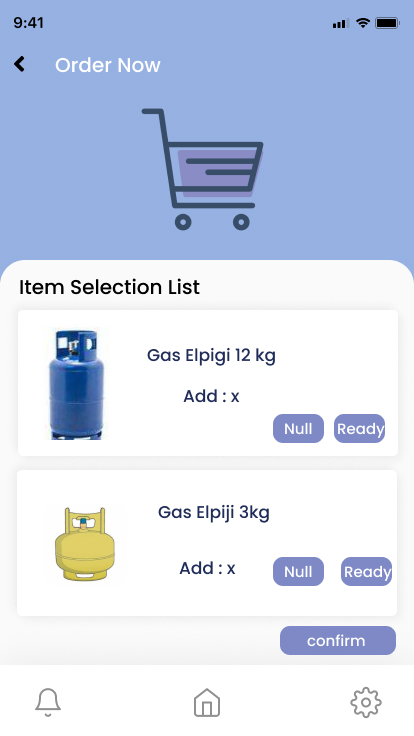 9:41
Order Now
Item Selection List
Gas Elpigi 12 kg
Add : x
Null
Ready
Gas Elpiji 3kg
Add : x
Null
Ready
confirm